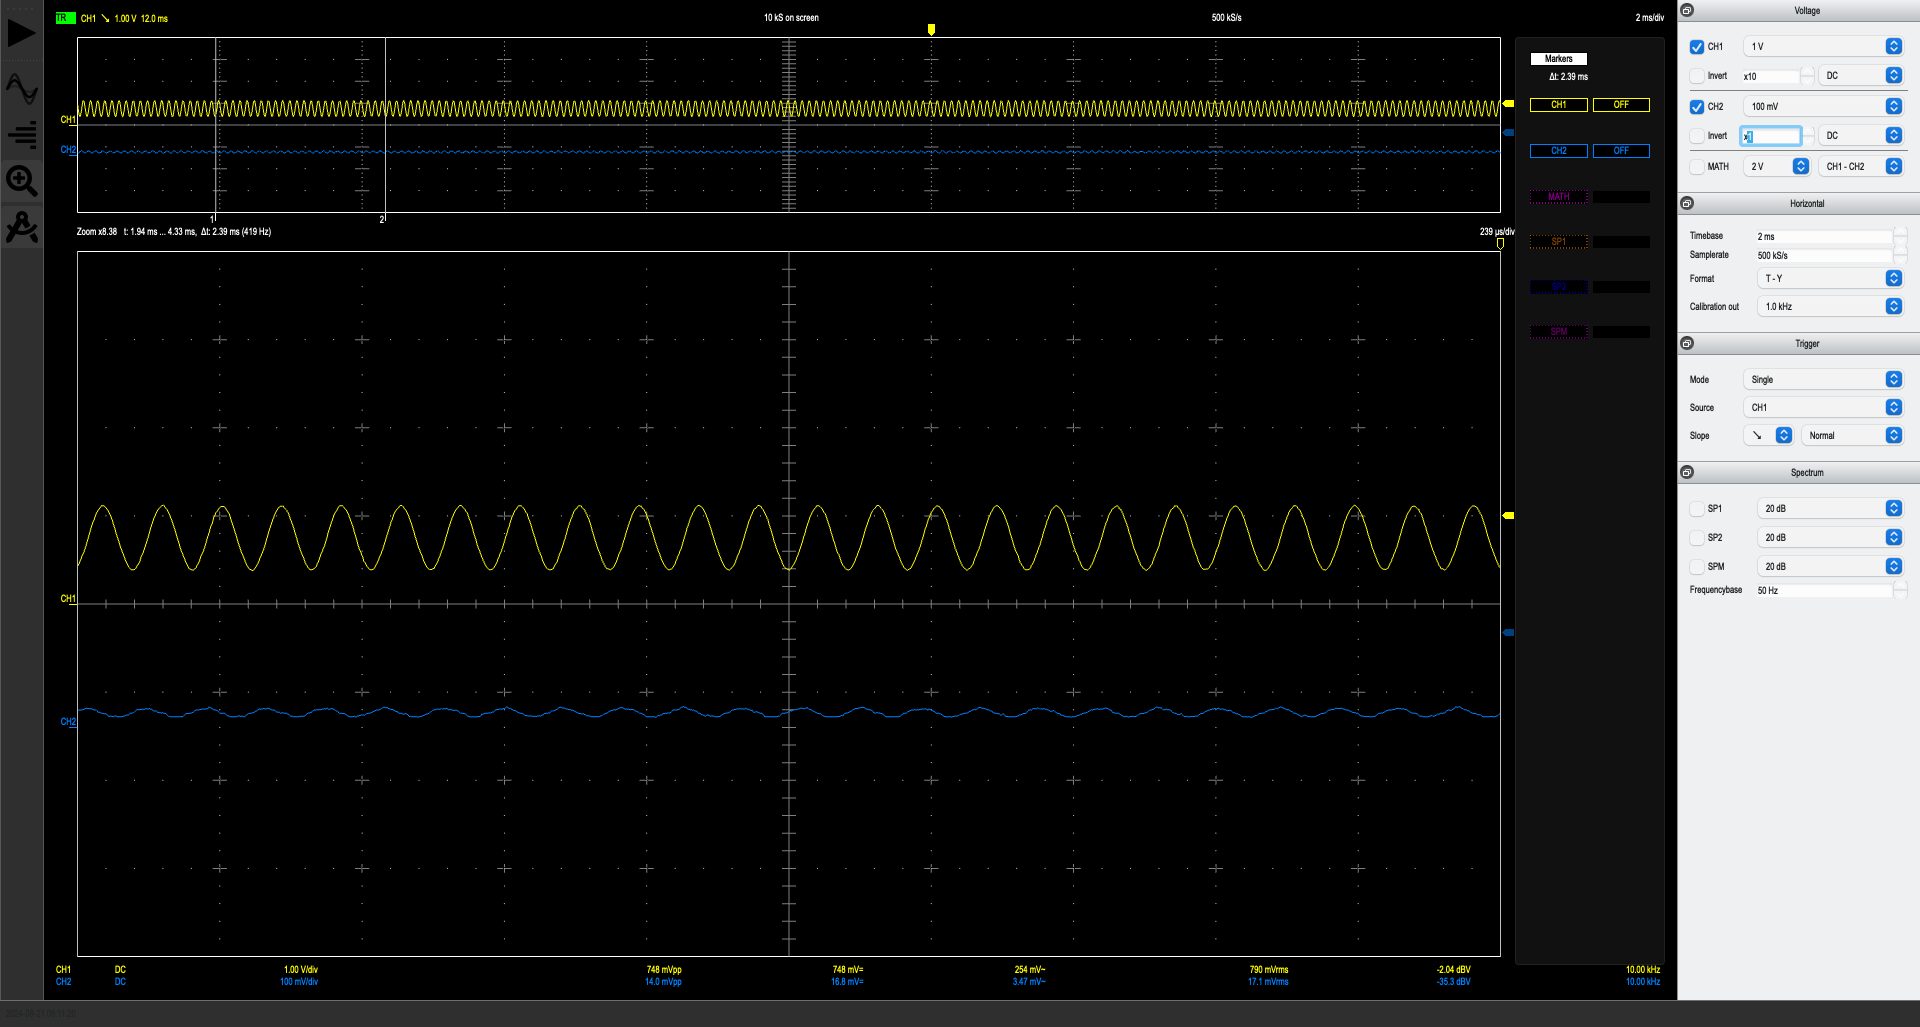 TR CH1 ↘ 1.00 V 12.0 ms 10 kS on screen 500 kS/s 2 ms/div
CH1
CH2
1 2
Zoom x8.38 t: 1.94 ms ... 4.33 ms, Δt: 2.39 ms (419 Hz) 239 µs/div
CH1
CH2
CH1 DC 1.00 V/div 748 mVpp 748 mV= 254 mV~ 790 mVrms -2.04 dBV 10.00 kHz
CH2 DC 100 mV/div 14.0 mVpp 16.8 mV= 3.47 mV~ 17.1 mVrms -35.3 dBV 10.00 kHz
Markers
Δt: 2.39 ms
CH1 OFF
CH2 OFF
MATH
SP1
SP2
SPM
Voltage
CH1 1 V
Invert x10 DC
CH2 100 mV
Invert x1 DC
MATH 2 V CH1 - CH2
Horizontal
Timebase 2 ms
Samplerate 500 kS/s
Format T - Y
Calibration out 1.0 kHz
Trigger
Mode Single
Source CH1
Slope ↘ Normal
Spectrum
SP1 20 dB
SP2 20 dB
SPM 20 dB
Frequencybase 50 Hz